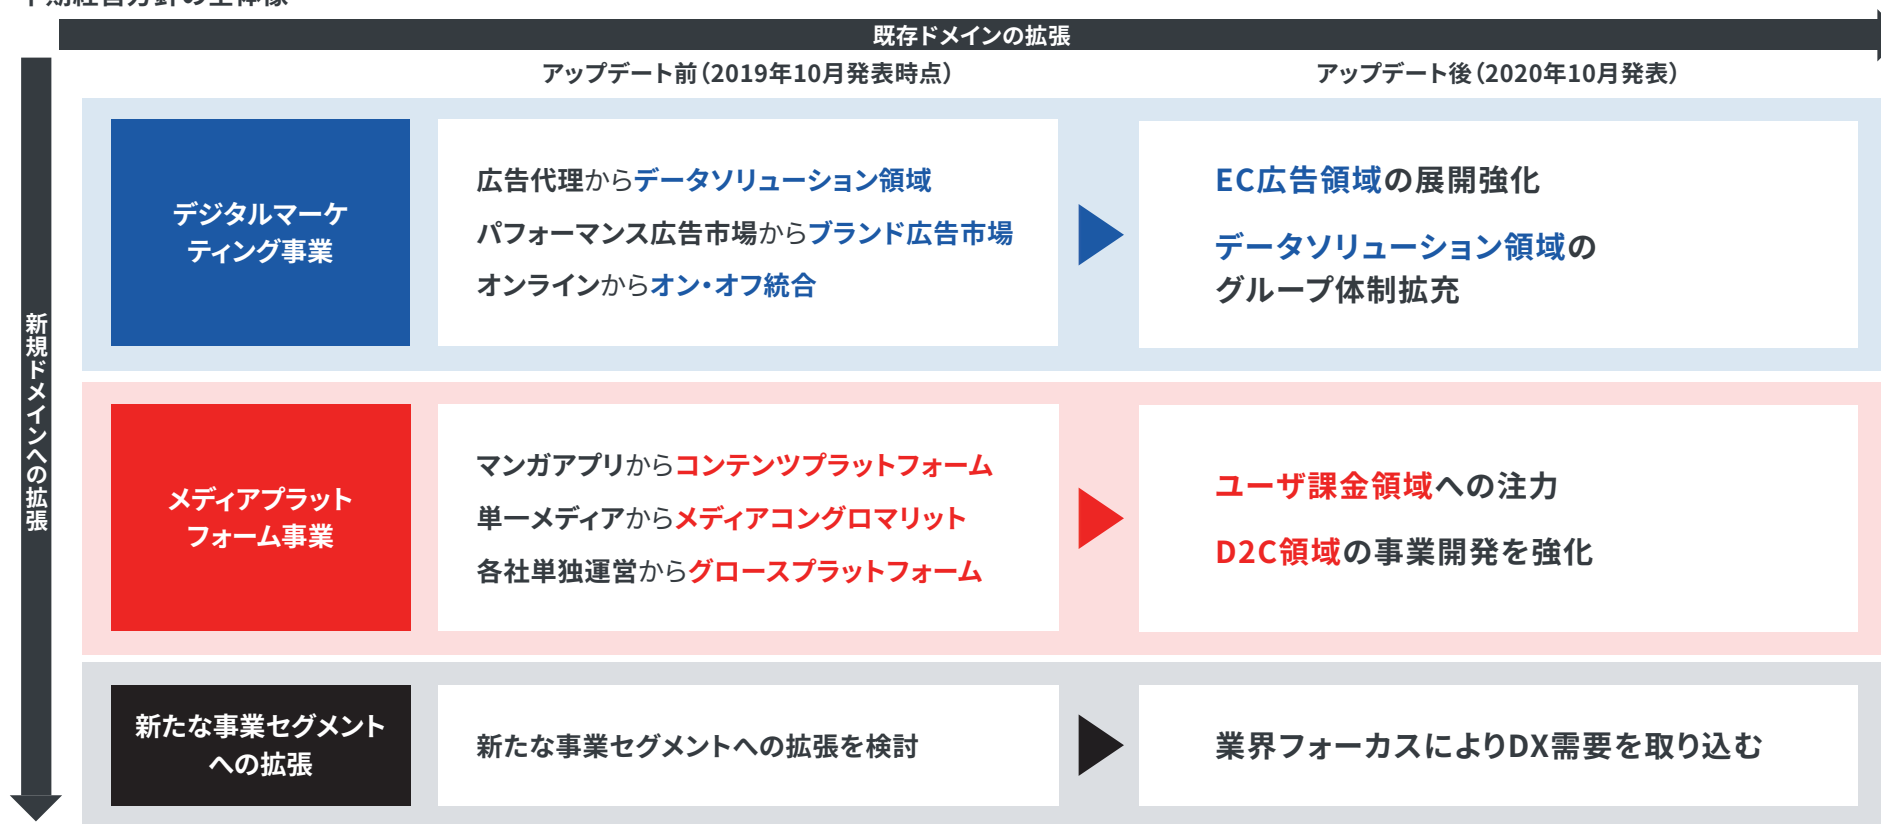 中期経営方針の全体像
既存ドメインの拡張
アップデート前（2019年10月発表時点）
アップデート後（2020年10月発表）
新規ドメインへの拡張
デジタルマーケ
ティング事業
広告代理からデータソリューション領域
パフォーマンス広告市場からブランド広告市場
オンラインからオン・オフ統合
EC広告領域の展開強化
データソリューション領域の
グループ体制拡充
メディアプラット
フォーム事業
マンガアプリからコンテンツプラットフォーム
単一メディアからメディアコングロマリット
各社単独運営からグロースプラットフォーム
ユーザ課金領域への注力
D2C領域の事業開発を強化
新たな事業セグメント
への拡張
新たな事業セグメントへの拡張を検討
業界フォーカスによりDX需要を取り込む